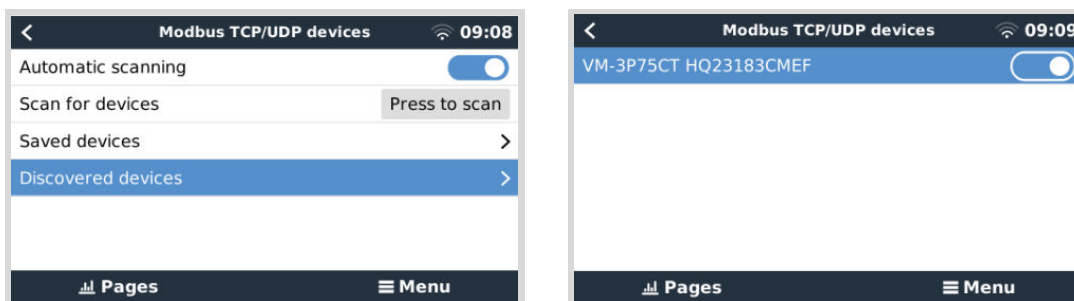 Modbus TCP/UDP devices 09:08
Automatic scanning
Scan for devices Press to scan
Saved devices
Discovered devices
Pages Menu
Modbus TCP/UDP devices 09:09
VM-3P75CT HQ23183CMEF
Pages Menu